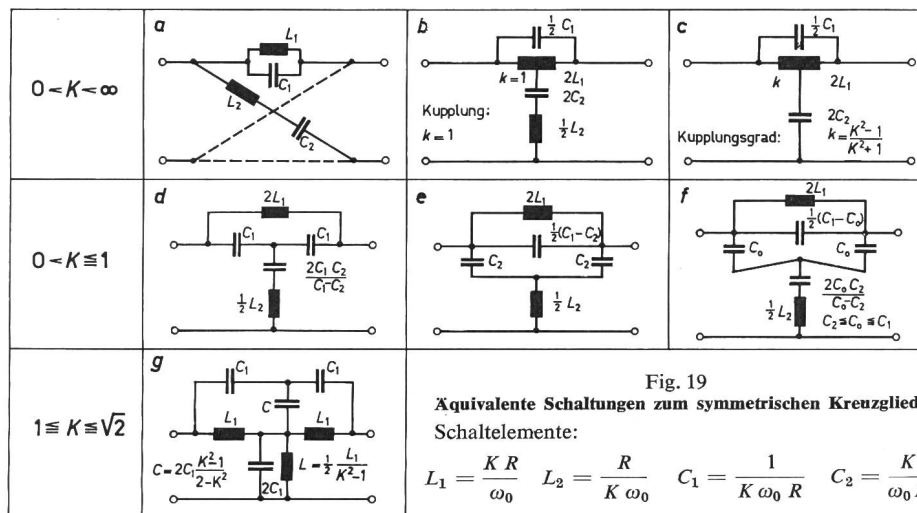 0 < K < ∞
a
L₁
C₁
L₂
C₂
b
½ C₁
k=1
2L₁
2C₂
Kupplung:
k=1
½ L₂
c
½ C₁
k
2L₁
2C₂
Kupplungsgrad: k = (K²−1)/(K²+1)
0 < K ≦ 1
d
2L₁
C₁
C₁
2C₁ C₂/(C₁−C₂)
½ L₂
e
2L₁
½(C₁−C₂)
C₂
C₂
½ L₂
f
2L₁
½(C₁−C₀)
C₀
C₀
2C₀C₂/(C₀−C₂)
½ L₂
C₂ ≦ C₀ ≦ C₁
1 ≦ K ≦ √2
g
C₁
C₁
C
L₁
L₁
C = 2C₁ (K²−1)/(2−K²)
2C₁
L = ½ L₁/(K²−1)
Fig. 19
Äquivalente Schaltungen zum symmetrischen Kreuzglied
Schaltelemente:
L₁ = K R/ω₀ L₂ = R/(K ω₀) C₁ = 1/(K ω₀ R) C₂ = K/ω₀